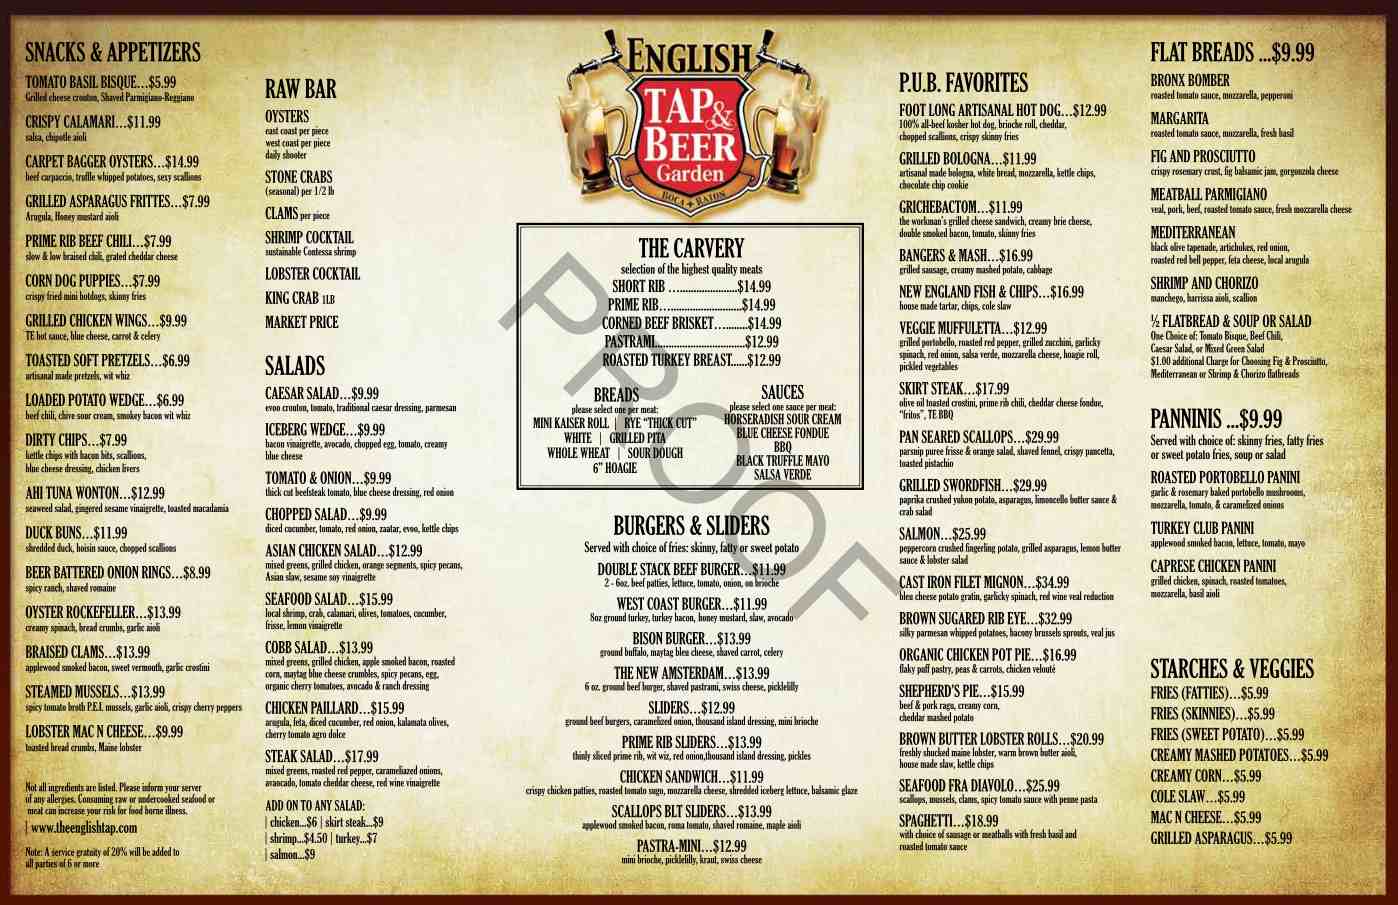 SNACKS & APPETIZERS
TOMATO BASIL BISQUE…$5.99
Grilled cheese crouton, Shaved Parmigiano-Reggiano
CRISPY CALAMARI…$11.99
salsa, chipotle aioli
CARPET BAGGER OYSTERS…$14.99
beef carpaccio, truffle whipped potatoes, sexy scallions
GRILLED ASPARAGUS FRITTES…$7.99
Arugula, Honey mustard aioli
PRIME RIB BEEF CHILI…$7.99
slow & low braised chili, grated cheddar cheese
CORN DOG PUPPIES…$7.99
crispy fried mini hotdogs, skinny fries
GRILLED CHICKEN WINGS…$9.99
TE hot sauce, blue cheese, carrot & celery
TOASTED SOFT PRETZELS…$6.99
artisanal made pretzels, wit whiz
LOADED POTATO WEDGE…$6.99
beef chili, chive sour cream, smokey bacon wit whiz
DIRTY CHIPS…$7.99
kettle chips with bacon bits, scallions,
blue cheese dressing, chicken livers
AHI TUNA WONTON…$12.99
seaweed salad, gingered sesame vinaigrette, toasted macadamia
DUCK BUNS…$11.99
shredded duck, hoisin sauce, chopped scallions
BEER BATTERED ONION RINGS…$8.99
spicy ranch, shaved romaine
OYSTER ROCKEFELLER…$13.99
creamy spinach, bread crumbs, garlic aioli
BRAISED CLAMS…$13.99
applewood smoked bacon, sweet vermouth, garlic crostini
STEAMED MUSSELS…$13.99
spicy tomato broth P.E.I. mussels, garlic aioli, crispy cherry peppers
LOBSTER MAC N CHEESE…$9.99
toasted bread crumbs, Maine lobster
Not all ingredients are listed. Please inform your server
of any allergies. Consuming raw or undercooked seafood or
meat can increase your risk for food borne illness.
| www.theenglishtap.com
Note: A service gratuity of 20% will be added to
all parties of 6 or more
RAW BAR
OYSTERS
east coast per piece
west coast per piece
daily shooter
STONE CRABS
(seasonal) per 1/2 lb
CLAMS per piece
SHRIMP COCKTAIL
sustainable Contessa shrimp
LOBSTER COCKTAIL
KING CRAB 1LB
MARKET PRICE
SALADS
CAESAR SALAD…$9.99
evoo crouton, tomato, traditional caesar dressing, parmesan
ICEBERG WEDGE…$9.99
bacon vinaigrette, avocado, chopped egg, tomato, creamy
blue cheese
TOMATO & ONION…$9.99
thick cut beefsteak tomato, blue cheese dressing, red onion
CHOPPED SALAD…$9.99
diced cucumber, tomato, red onion, zaatar, evoo, kettle chips
ASIAN CHICKEN SALAD…$12.99
mixed greens, grilled chicken, orange segments, spicy pecans,
Asian slaw, sesame soy vinaigrette
SEAFOOD SALAD…$15.99
local shrimp, crab, calamari, olives, tomatoes, cucumber,
frisse, lemon vinaigrette
COBB SALAD…$13.99
mixed greens, grilled chicken, apple smoked bacon, roasted
corn, maytag blue cheese crumbles, spicy pecans, egg,
organic cherry tomatoes, avocado & ranch dressing
CHICKEN PAILLARD…$15.99
arugula, feta, diced cucumber, red onion, kalamata olives,
cherry tomato agro dolce
STEAK SALAD…$17.99
mixed greens, roasted red pepper, carameliazed onions,
avancado, tomato cheddar cheese, red wine vinaigrette
ADD ON TO ANY SALAD:
| chicken...$6 | skirt steak...$9
| shrimp...$4.50 | turkey...$7
| salmon...$9
ENGLISH
TAP &
BEER
Garden
BOCA RATON
THE CARVERY
selection of the highest quality meats
SHORT RIB ........................$14.99
PRIME RIB..........................$14.99
CORNED BEEF BRISKET...........$14.99
PASTRAMI..............................$12.99
ROASTED TURKEY BREAST......$12.99
BREADS
please select one per meat:
MINI KAISER ROLL | RYE “THICK CUT”
WHITE | GRILLED PITA
WHOLE WHEAT | SOUR DOUGH
6” HOAGIE
SAUCES
please select one sauce per meat:
HORSERADISH SOUR CREAM
BLUE CHEESE FONDUE
BBQ
BLACK TRUFFLE MAYO
SALSA VERDE
PROOF
BURGERS & SLIDERS
Served with choice of fries: skinny, fatty or sweet potato
DOUBLE STACK BEEF BURGER…$11.99
2 - 6oz. beef patties, lettuce, tomato, onion, on brioche
WEST COAST BURGER…$11.99
8oz ground turkey, turkey bacon, honey mustard, slaw, avocado
BISON BURGER…$13.99
ground buffalo, maytag bleu cheese, shaved carrot, celery
THE NEW AMSTERDAM…$13.99
6 oz. ground beef burger, shaved pastrami, swiss cheese, picklelilly
SLIDERS…$12.99
ground beef burgers, caramelized onion, thousand island dressing, mini brioche
PRIME RIB SLIDERS…$13.99
thinly sliced prime rib, wit wiz, red onion,thousand island dressing, pickles
CHICKEN SANDWICH…$11.99
crispy chicken patties, roasted tomato sugo, mozzarella cheese, shredded iceberg lettuce, balsamic glaze
SCALLOPS BLT SLIDERS…$13.99
applewood smoked bacon, roma tomato, shaved romaine, maple aioli
PASTRA-MINI…$12.99
mini brioche, picklelilly, kraut, swiss cheese
P.U.B. FAVORITES
FOOT LONG ARTISANAL HOT DOG…$12.99
100% all-beef kosher hot dog, brioche roll, cheddar,
chopped scallions, crispy skinny fries
GRILLED BOLOGNA…$11.99
artisanal made bologna, white bread, mozzarella, kettle chips,
chocolate chip cookie
GRICHEBACTOM…$11.99
the workman's grilled cheese sandwich, creamy brie cheese,
double smoked bacon, tomato, skinny fries
BANGERS & MASH…$16.99
grilled sausage, creamy mashed potato, cabbage
NEW ENGLAND FISH & CHIPS…$16.99
house made tartar, chips, cole slaw
VEGGIE MUFFULETTA…$12.99
grilled portobello, roasted red pepper, grilled zucchini, garlicky
spinach, red onion, salsa verde, mozzarella cheese, hoagie roll,
pickled vegetables
SKIRT STEAK…$17.99
olive oil toasted crostini, prime rib chili, cheddar cheese fondue,
“fritos”, TE BBQ
PAN SEARED SCALLOPS…$29.99
parsnip puree frisse & orange salad, shaved fennel, crispy pancetta,
toasted pistachio
GRILLED SWORDFISH…$29.99
paprika crushed yukon potato, asparagus, limoncello butter sauce &
crab salad
SALMON…$25.99
peppercorn crushed fingerling potato, grilled asparagus, lemon butter
sauce & lobster salad
CAST IRON FILET MIGNON…$34.99
bleu cheese potato gratin, garlicky spinach, red wine veal reduction
BROWN SUGARED RIB EYE…$32.99
silky parmesan whipped potatoes, bacony brussels sprouts, veal jus
ORGANIC CHICKEN POT PIE…$16.99
flaky puff pastry, peas & carrots, chicken velouté
SHEPHERD'S PIE…$15.99
beef & pork ragu, creamy corn,
cheddar mashed potato
BROWN BUTTER LOBSTER ROLLS…$20.99
freshly shucked maine lobster, warm brown butter aioli,
house made slaw, kettle chips
SEAFOOD FRA DIAVOLO…$25.99
scallops, mussels, clams, spicy tomato sauce with penne pasta
SPAGHETTI…$18.99
with choice of sausage or meatballs with fresh basil and
roasted tomato sauce
FLAT BREADS ...$9.99
BRONX BOMBER
roasted tomato sauce, mozzarella, pepperoni
MARGARITA
roasted tomato sauce, mozzarella, fresh basil
FIG AND PROSCIUTTO
crispy rosemary crust, fig balsamic jam, gorgonzola cheese
MEATBALL PARMIGIANO
veal, pork, beef, roasted tomato sauce, fresh mozzarella cheese
MEDITERRANEAN
black olive tapenade, artichokes, red onion,
roasted red bell pepper, feta cheese, local arugula
SHRIMP AND CHORIZO
manchego, harrissa aioli, scallion
½ FLATBREAD & SOUP OR SALAD
One Choice of: Tomato Bisque, Beef Chili,
Caesar Salad, or Mixed Green Salad
$1.00 additional Charge for Choosing Fig & Prosciutto,
Mediterranean or Shrimp & Chorizo flatbreads
PANNINIS ...$9.99
Served with choice of: skinny fries, fatty fries
or sweet potato fries, soup or salad
ROASTED PORTOBELLO PANINI
garlic & rosemary baked portobello mushrooms,
mozzarella, tomato, & caramelized onions
TURKEY CLUB PANINI
applewood smoked bacon, lettuce, tomato, mayo
CAPRESE CHICKEN PANINI
grilled chicken, spinach, roasted tomatoes,
mozzarella, basil aioli
STARCHES & VEGGIES
FRIES (FATTIES)…$5.99
FRIES (SKINNIES)…$5.99
FRIES (SWEET POTATO)…$5.99
CREAMY MASHED POTATOES…$5.99
CREAMY CORN…$5.99
COLE SLAW…$5.99
MAC N CHEESE…$5.99
GRILLED ASPARAGUS…$5.99